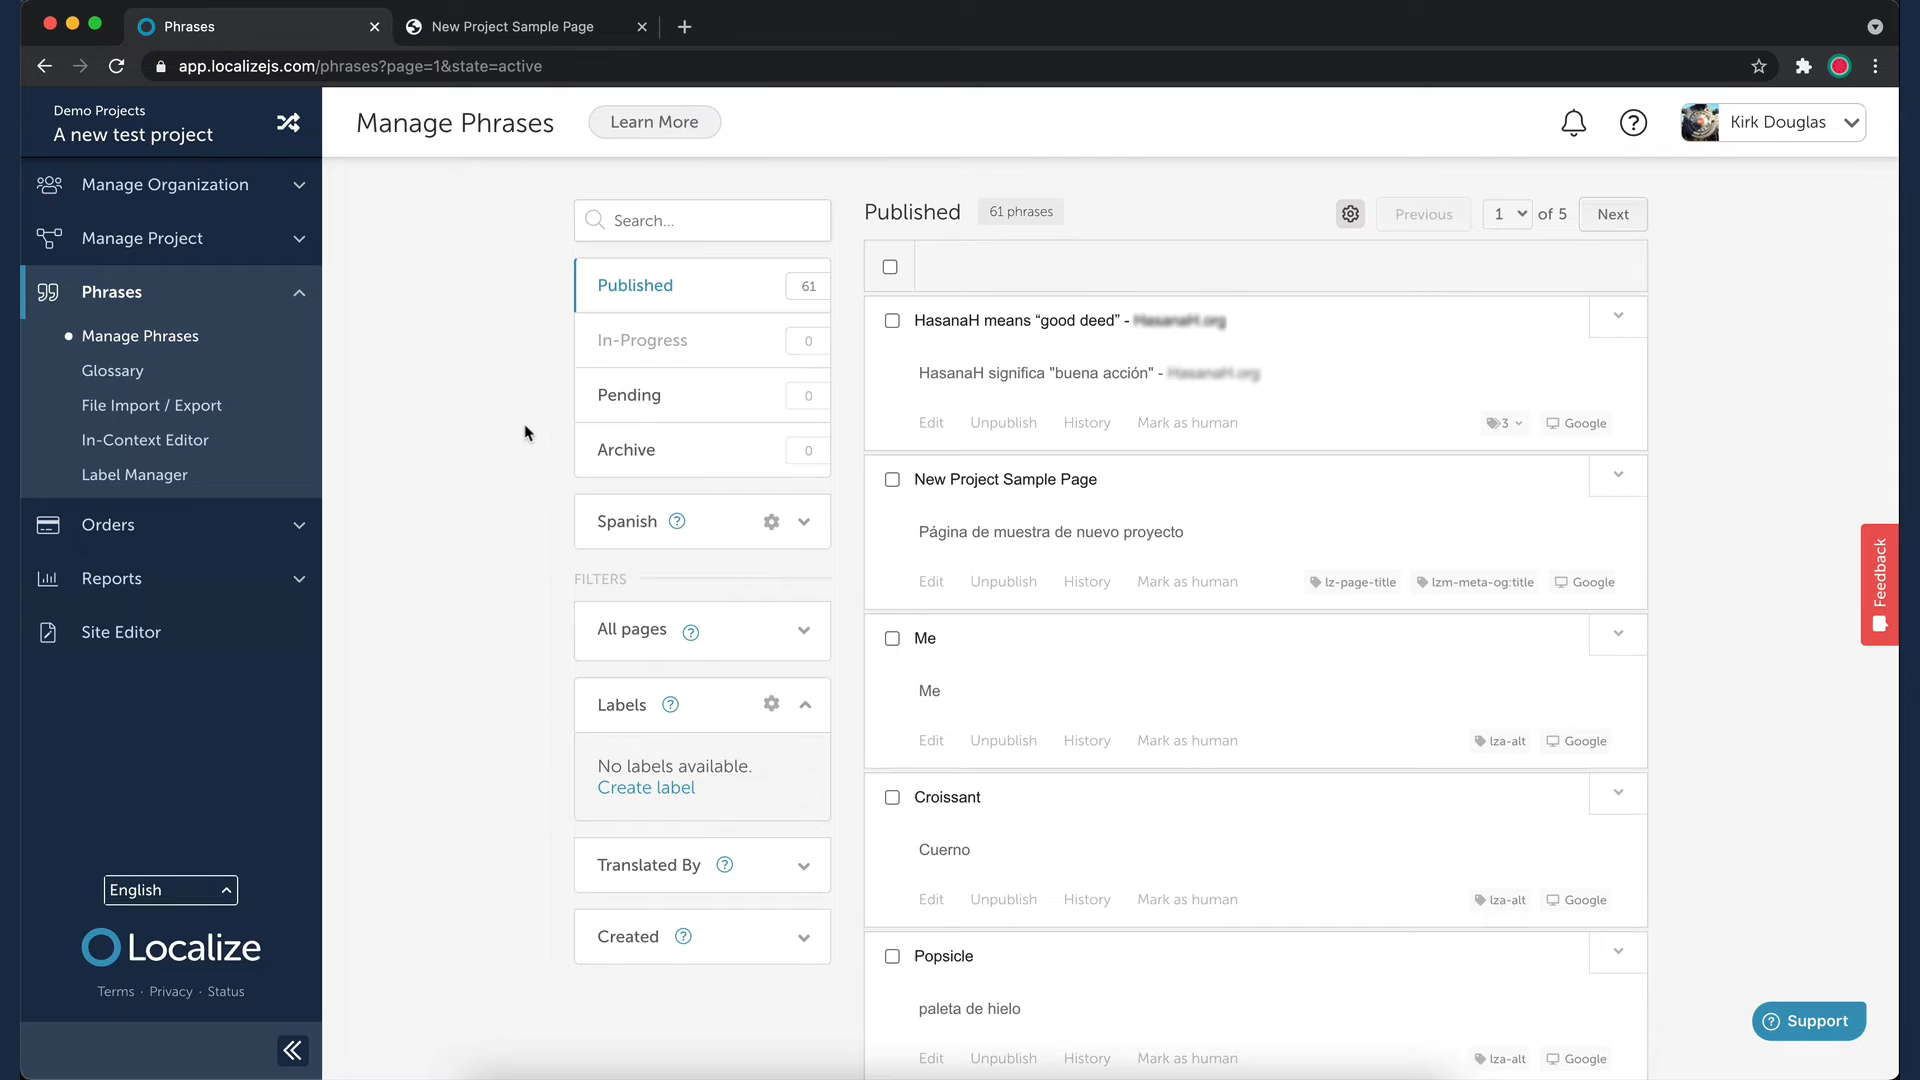 Phrases
New Project Sample Page
app.localizejs.com/phrases?page=1&state=active
Demo Projects
A new test project
Manage Phrases
Learn More
Kirk Douglas
Manage Organization
Manage Project
Phrases
Manage Phrases
Glossary
File Import / Export
In-Context Editor
Label Manager
Orders
Reports
Site Editor
English
Localize
Terms · Privacy · Status
Search...
Published 61
In-Progress 0
Pending 0
Archive 0
Spanish
FILTERS
All pages
Labels
No labels available.
Create label
Translated By
Created
Published 61 phrases
Previous 1 of 5 Next
HasanaH means “good deed” - HasanaH.org
HasanaH significa "buena acción" - HasanaH.org
Edit Unpublish History Mark as human 3 Google
New Project Sample Page
Página de muestra de nuevo proyecto
Edit Unpublish History Mark as human lz-page-title lzm-meta-og:title Google
Me
Me
Edit Unpublish History Mark as human lza-alt Google
Croissant
Cuerno
Edit Unpublish History Mark as human lza-alt Google
Popsicle
paleta de hielo
Edit Unpublish History Mark as human lza-alt Google
Feedback
Support